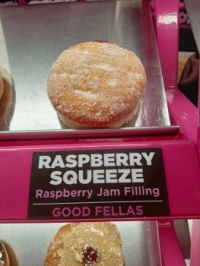 RASPBERRY
SQUEEZE
Raspberry Jam Filling
GOOD FELLAS